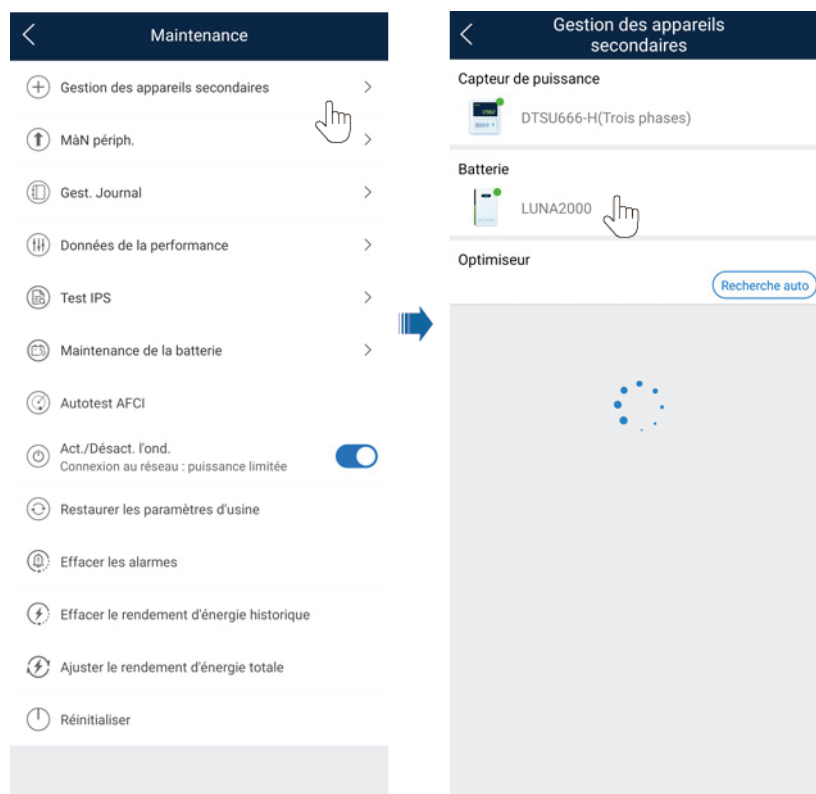 Maintenance
Gestion des appareils secondaires
MàN périph.
Gest. Journal
Données de la performance
Test IPS
Maintenance de la batterie
Autotest AFCI
Act./Désact. l'ond.
Connexion au réseau : puissance limitée
Restaurer les paramètres d'usine
Effacer les alarmes
Effacer le rendement d'énergie historique
Ajuster le rendement d'énergie totale
Réinitialiser
Gestion des appareils
secondaires
Capteur de puissance
DTSU666-H(Trois phases)
Batterie
LUNA2000
Optimiseur
Recherche auto